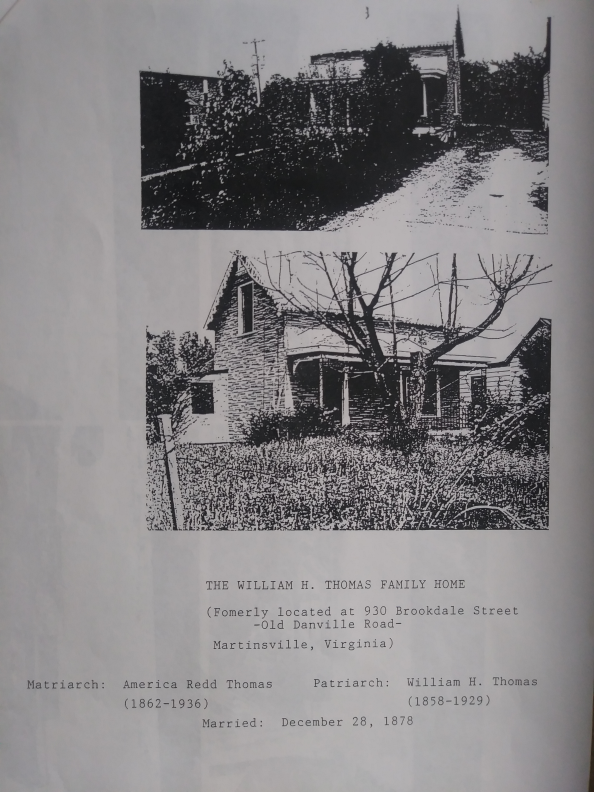 THE WILLIAM H. THOMAS FAMILY HOME
(Fomerly located at 930 Brookdale Street
-Old Danville Road-
Martinsville, Virginia)
Matriarch: America Redd Thomas Patriarch: William H. Thomas
(1862-1936) (1858-1929)
Married: December 28, 1878